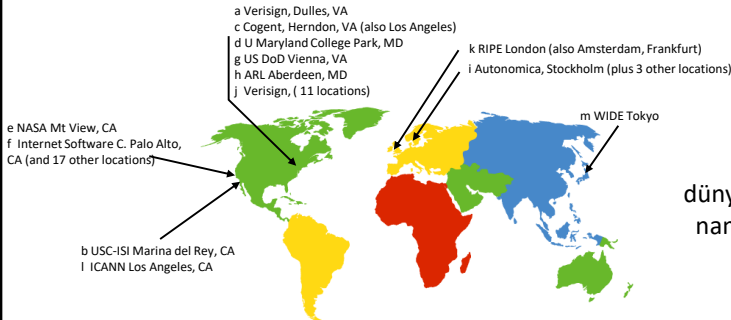 a Verisign, Dulles, VA
c Cogent, Herndon, VA (also Los Angeles)
d U Maryland College Park, MD
g US DoD Vienna, VA
h ARL Aberdeen, MD
j Verisign, ( 11 locations)
k RIPE London (also Amsterdam, Frankfurt)
i Autonomica, Stockholm (plus 3 other locations)
m WIDE Tokyo
e NASA Mt View, CA
f Internet Software C. Palo Alto,
CA (and 17 other locations)
b USC-ISI Marina del Rey, CA
l ICANN Los Angeles, CA